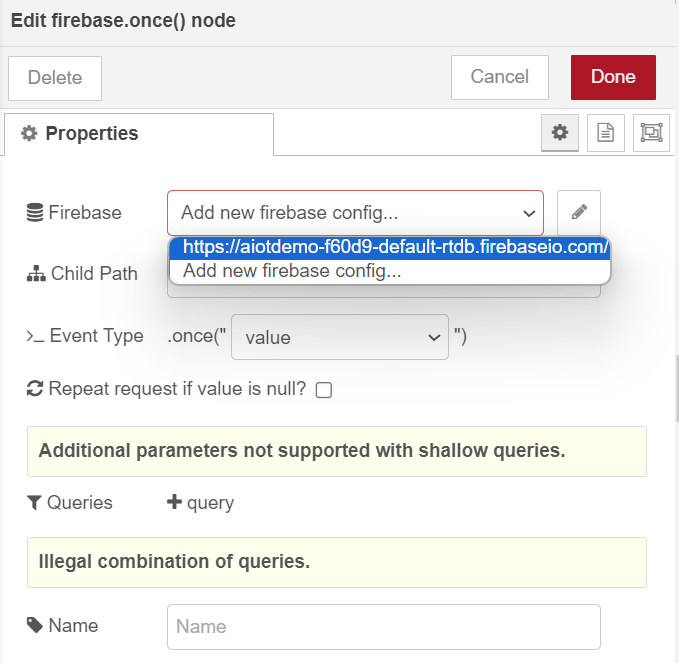 Edit firebase.once() node
Delete
Cancel
Done
Properties
Firebase
Add new firebase config...
https://aiotdemo-f60d9-default-rtdb.firebaseio.com/
Add new firebase config...
Child Path
Event Type .once(" value ")
Repeat request if value is null?
Additional parameters not supported with shallow queries.
Queries
query
Illegal combination of queries.
Name
Name